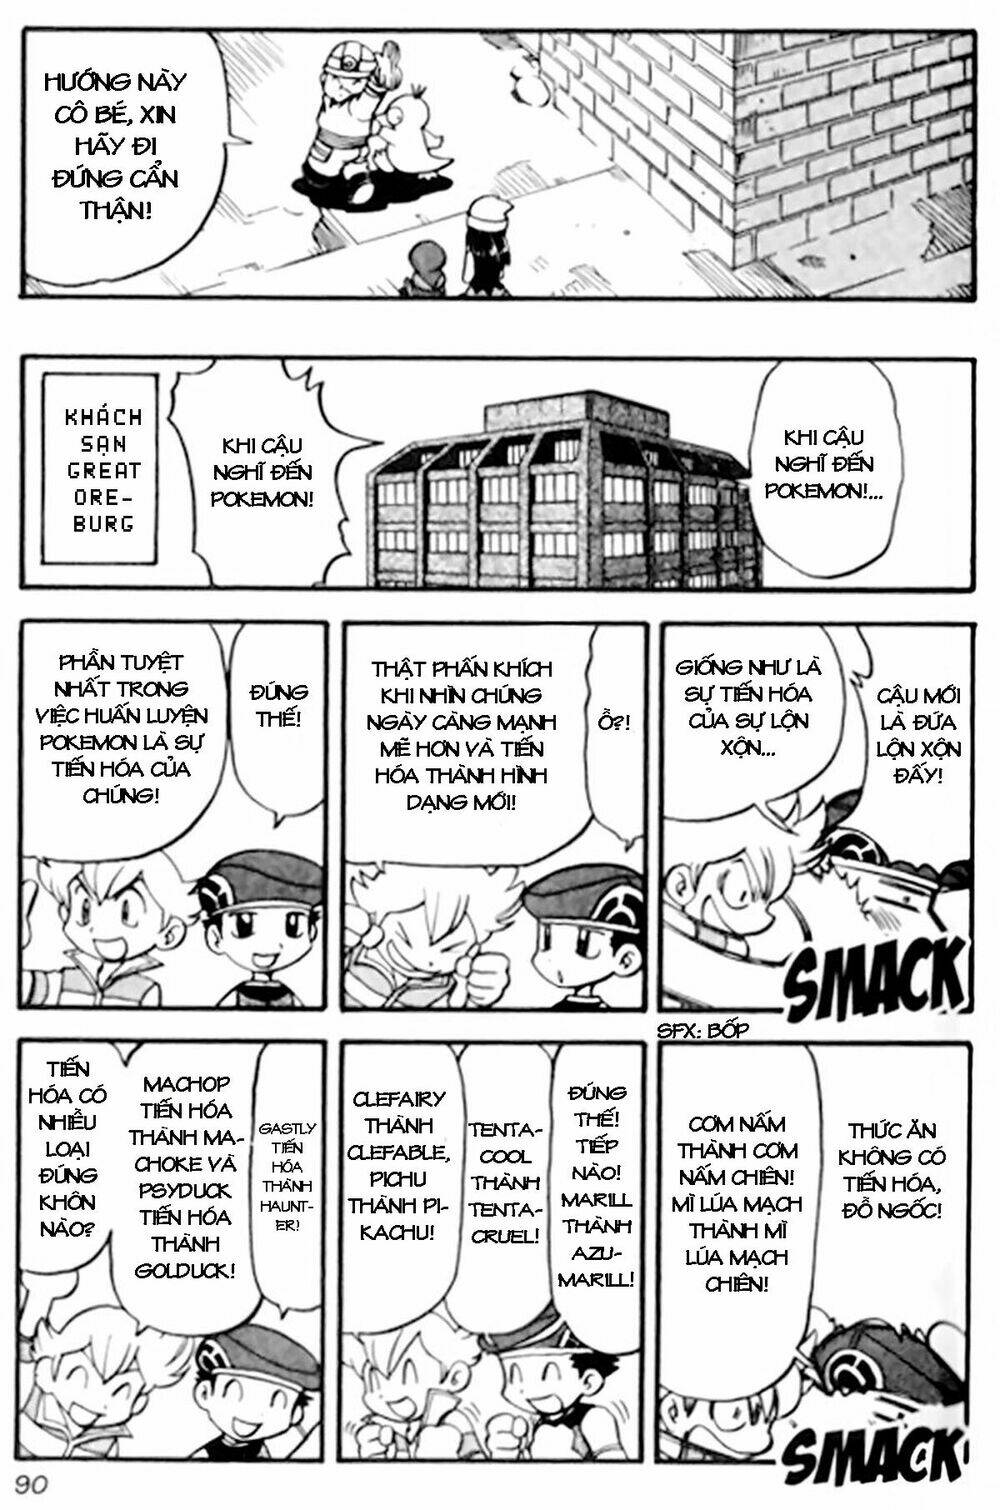 HƯỚNG NÀY
CÔ BÉ, XIN
HÃY ĐI
ĐỨNG CẨN
THẬN!
KHI CẬU
NGHĨ ĐẾN
POKEMON!...
KHI CẬU
NGHĨ ĐẾN
POKEMON!
KHÁCH
SẠN
GREAT
ORE-
BURG
CẬU MỚI
LÀ ĐỨA
LỘN XỘN
ĐẤY!
GIỐNG NHƯ LÀ
SỰ TIẾN HÓA
CỦA SỰ LỘN
XỘN...
SMACK
SFX: BỐP
Ồ?!
THẬT PHẤN KHÍCH
KHI NHÌN CHÚNG
NGÀY CÀNG MẠNH
MẼ HƠN VÀ TIẾN
HÓA THÀNH HÌNH
DẠNG MỚI!
ĐÚNG
THẾ!
PHẦN TUYỆT
NHẤT TRONG
VIỆC HUẤN LUYỆN
POKEMON LÀ SỰ
TIẾN HÓA CỦA
CHÚNG!
THỨC ĂN
KHÔNG CÓ
TIẾN HÓA,
ĐỒ NGỐC!
CƠM NẤM
THÀNH CƠM
NẤM CHIÊN!
MÌ LÚA MẠCH
THÀNH MÌ
LÚA MẠCH
CHIÊN!
SMACK
ĐÚNG
THẾ!
TIẾP
NÀO!
MARILL
THÀNH
AZU-
MARILL!
TENTA-
COOL
THÀNH
TENTA-
CRUEL!
CLEFAIRY
THÀNH
CLEFABLE,
PICHU
THÀNH PI-
KACHU!
GASTLY
TIẾN
HÓA
THÀNH
HAUNT-
ER!
MACHOP
TIẾN HÓA
THÀNH MA-
CHOKE VÀ
PSYDUCK
TIẾN HÓA
THÀNH
GOLDUCK!
TIẾN
HÓA CÓ
NHIỀU
LOẠI
ĐÚNG
KHÔN
NÀO?
90